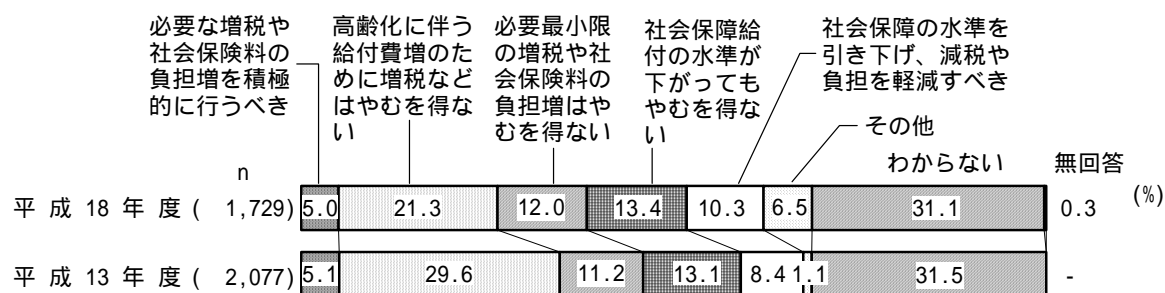 必要な増税や
社会保険料の
負担増を積極
的に行うべき
高齢化に伴う
給付費増のた
めに増税など
はやむを得な
い
必要最小限
の増税や社
会保険料の
負担増はや
むを得ない
社会保障給
付の水準が
下がっても
やむを得な
い
社会保障の水準を
引き下げ、減税や
負担を軽減すべき
その他
わからない
無回答
n
(%)
平成18年度( 1,729) 5.0 21.3 12.0 13.4 10.3 6.5 31.1 0.3
平成13年度( 2,077) 5.1 29.6 11.2 13.1 8.4 1.1 31.5 -